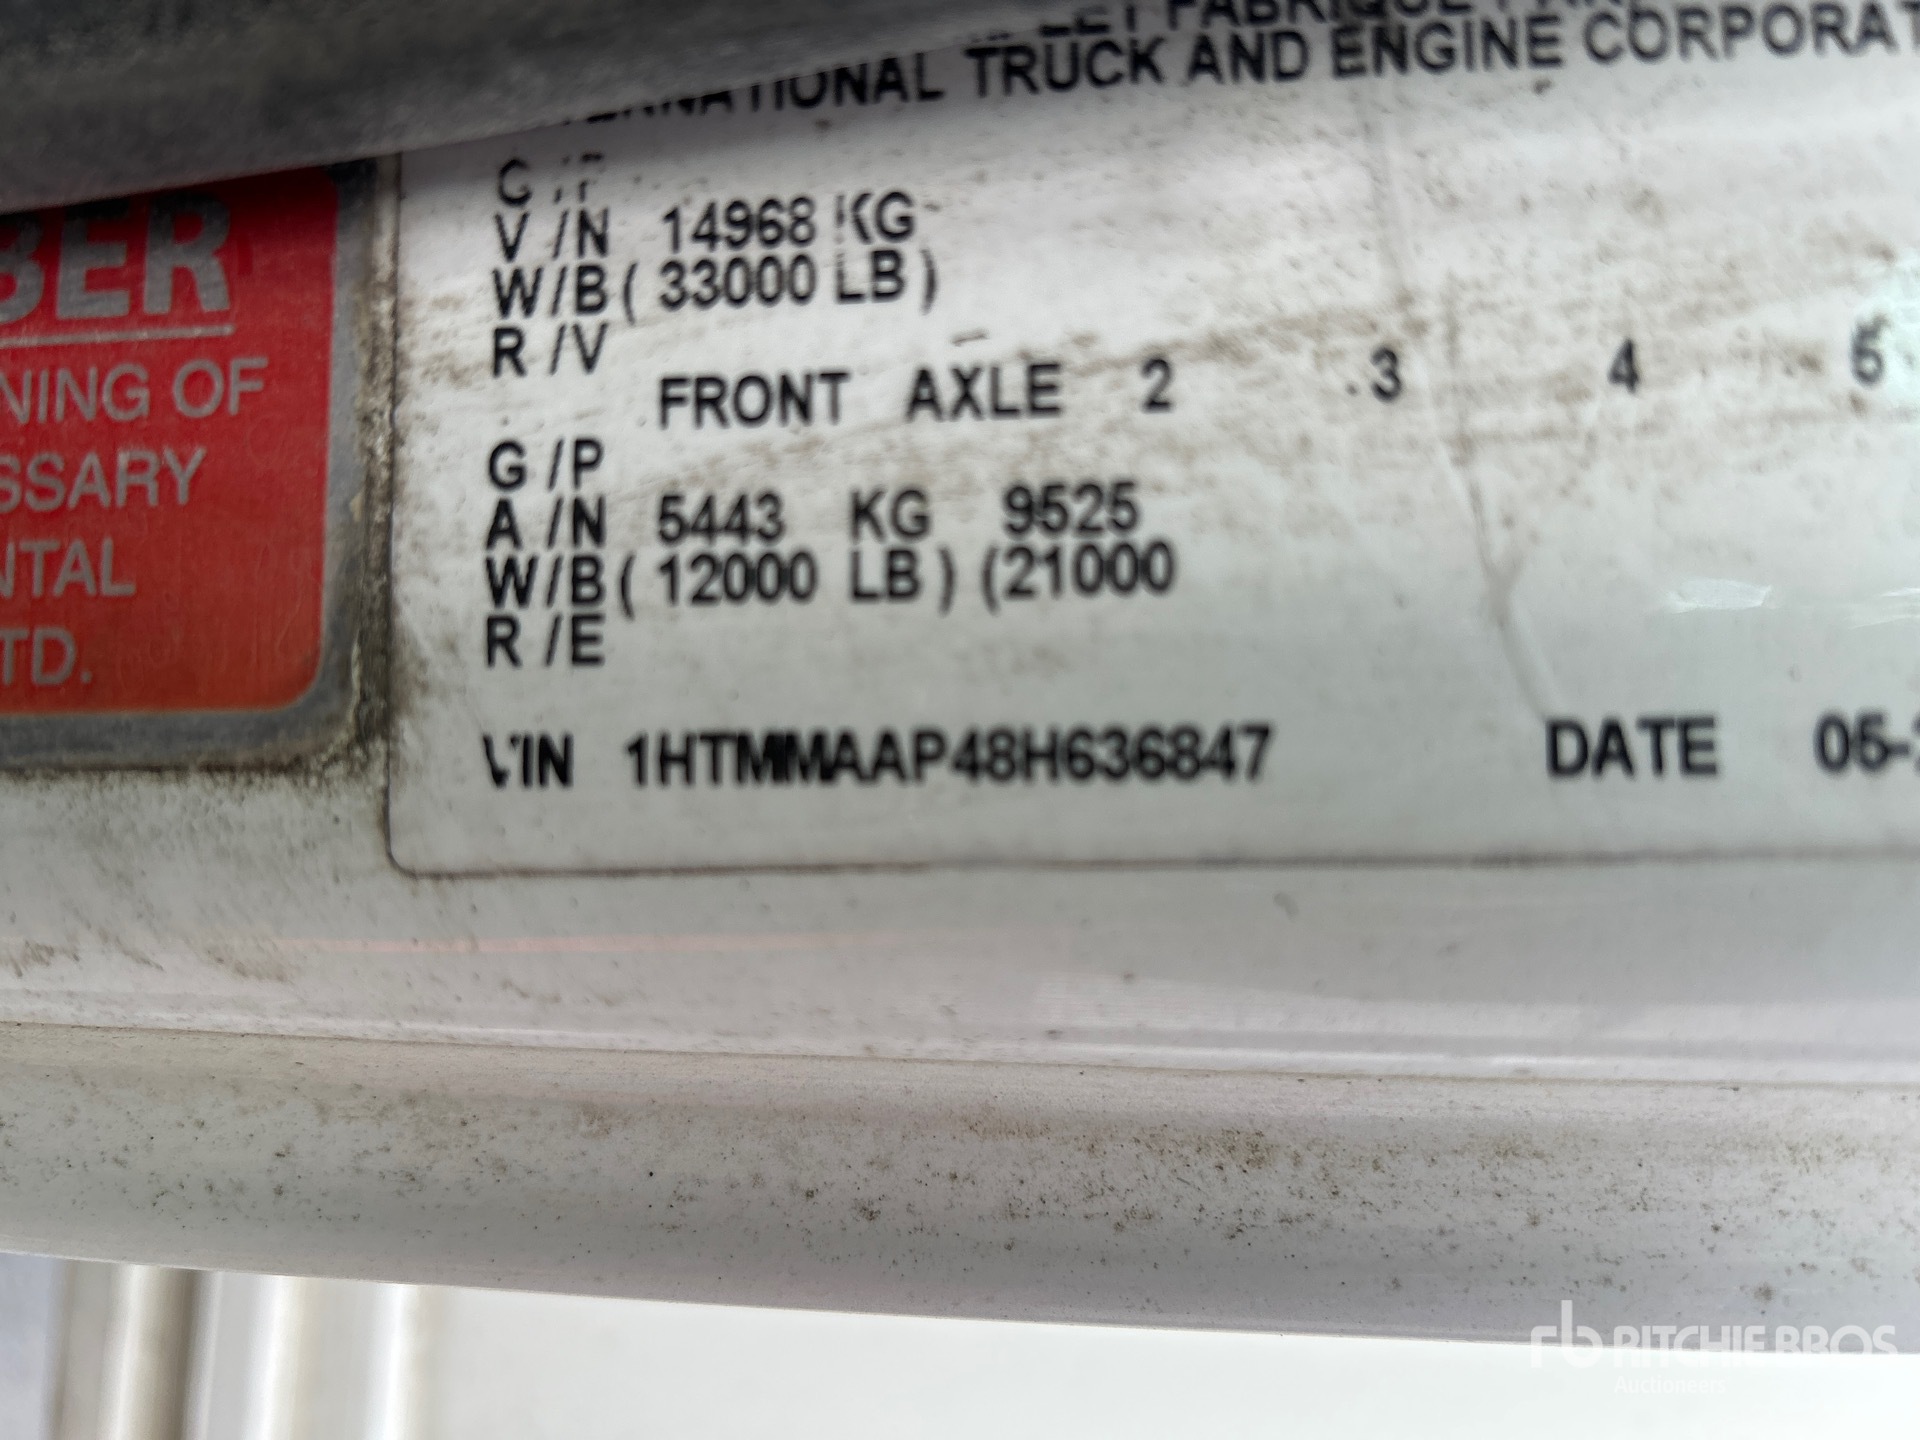 TRUCK AND ENGINE CORPORAT
G /P
V /N 14968 KG
W/B ( 33000 LB )
R /V
FRONT AXLE 2 3 4 5
G /P
A /N 5443 KG 9525
W/B ( 12000 LB ) (21000
R /E
VIN 1HTMMAAP48H636847 DATE 05-
BER
NING OF
SSARY
NTAL
TD.
rb RITCHIE BROS
Auctioneers